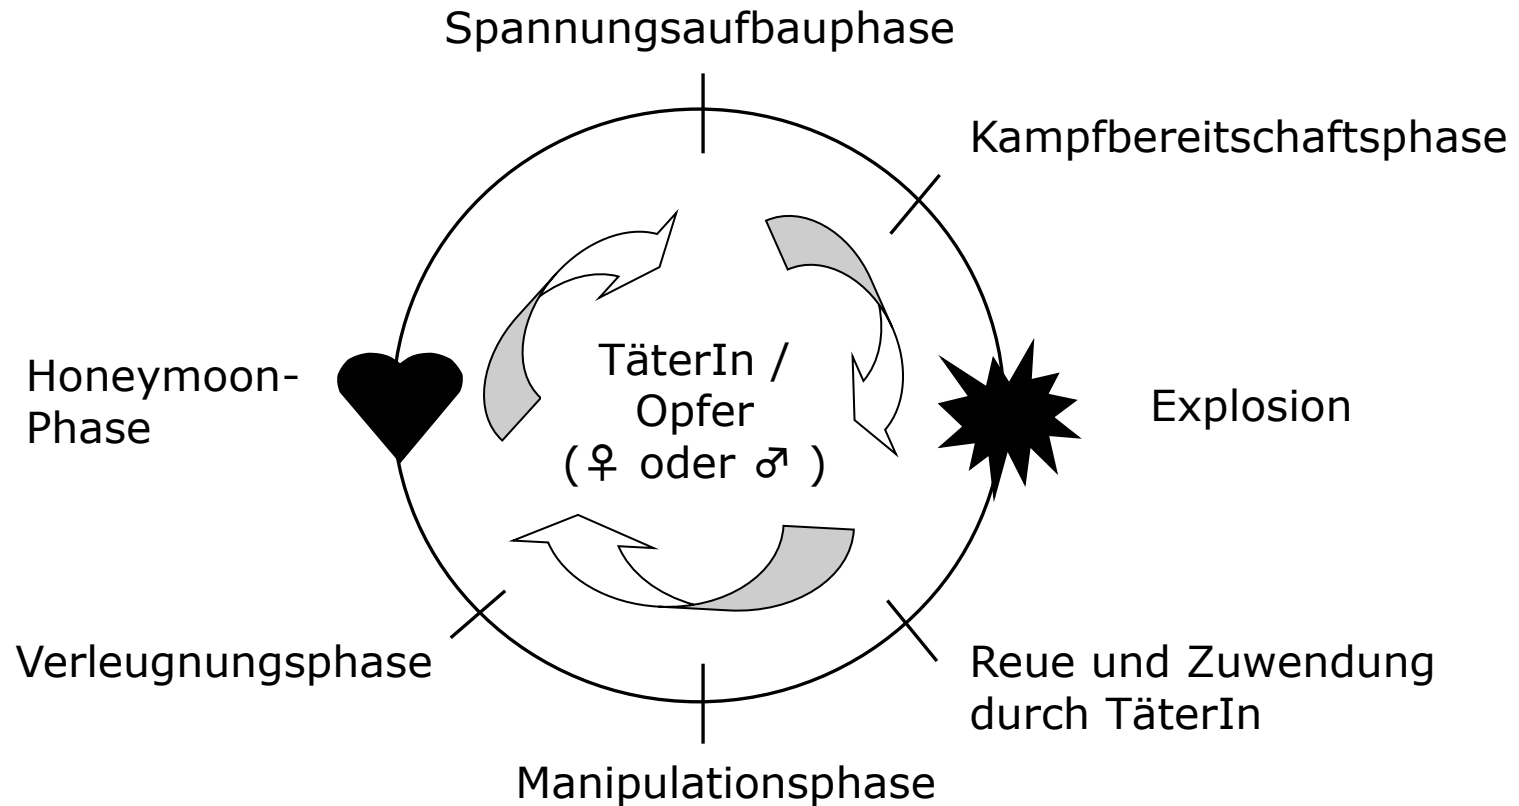 Spannungsaufbauphase
Kampfbereitschaftsphase
Honeymoon-
Phase
TäterIn /
Opfer
(♀ oder ♂ )
Explosion
Verleugnungsphase
Reue und Zuwendung
durch TäterIn
Manipulationsphase